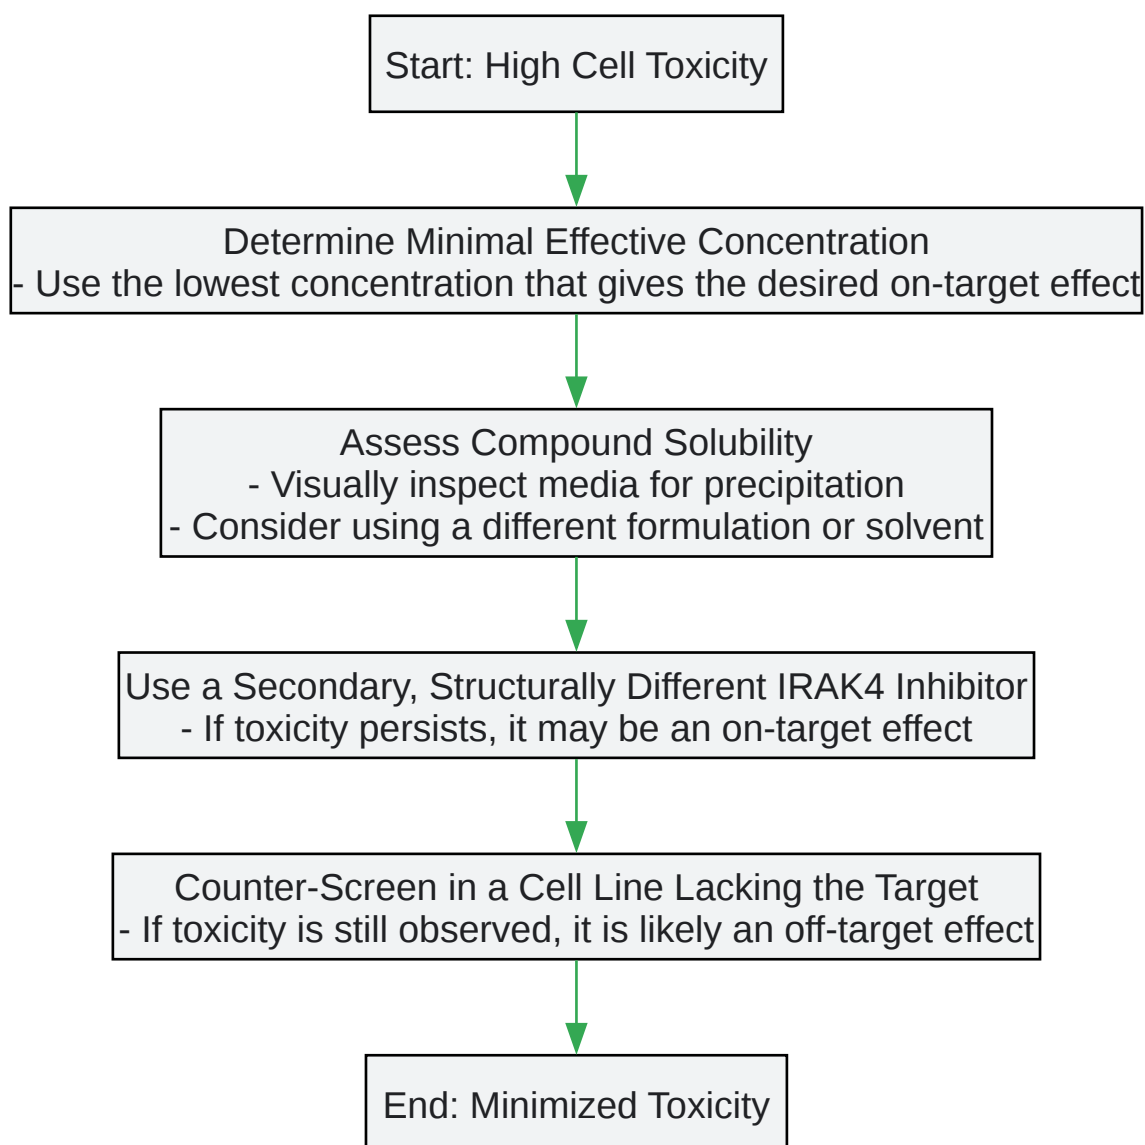 Start: High Cell Toxicity
Determine Minimal Effective Concentration
- Use the lowest concentration that gives the desired on-target effect
Assess Compound Solubility
- Visually inspect media for precipitation
- Consider using a different formulation or solvent
Use a Secondary, Structurally Different IRAK4 Inhibitor
- If toxicity persists, it may be an on-target effect
Counter-Screen in a Cell Line Lacking the Target
- If toxicity is still observed, it is likely an off-target effect
End: Minimized Toxicity